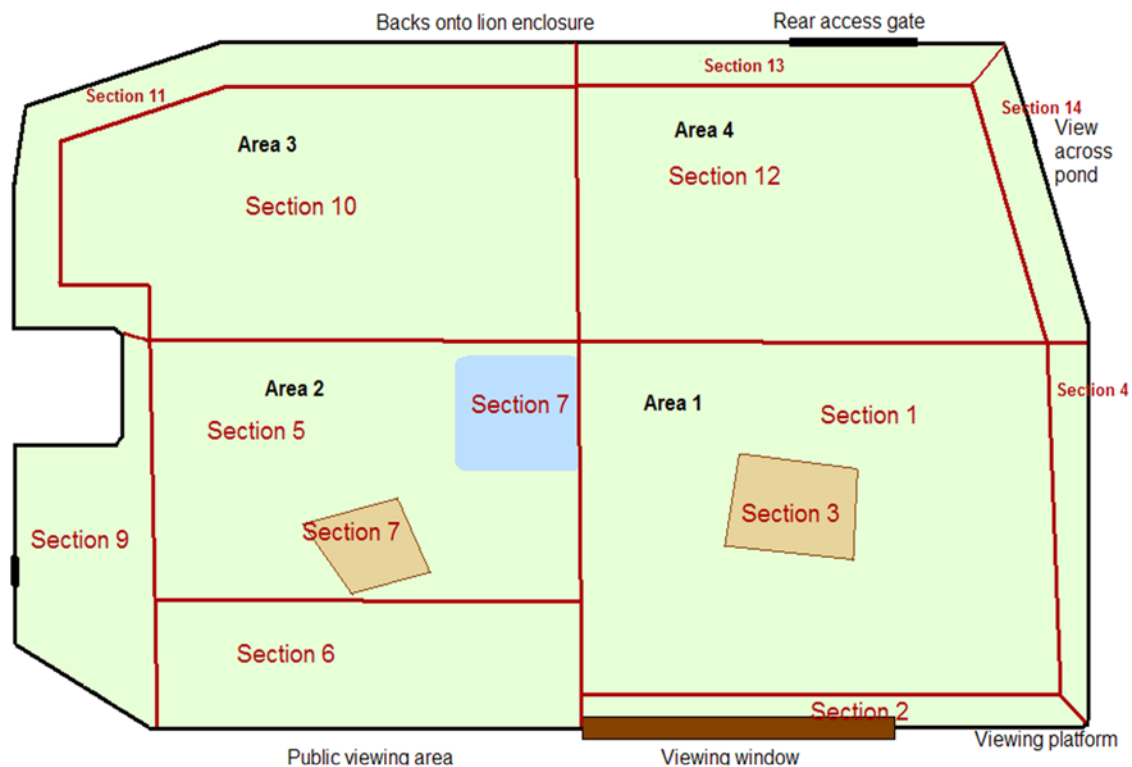 Backs onto lion enclosure
Rear access gate
Section 13
Section 11
Section 14
Area 3
Area 4
View
across
pond
Section 10
Section 12
Area 2
Section 7
Area 1
Section 4
Section 5
Section 1
Section 7
Section 3
Section 9
Section 6
Section 2
Public viewing area
Viewing window
Viewing platform